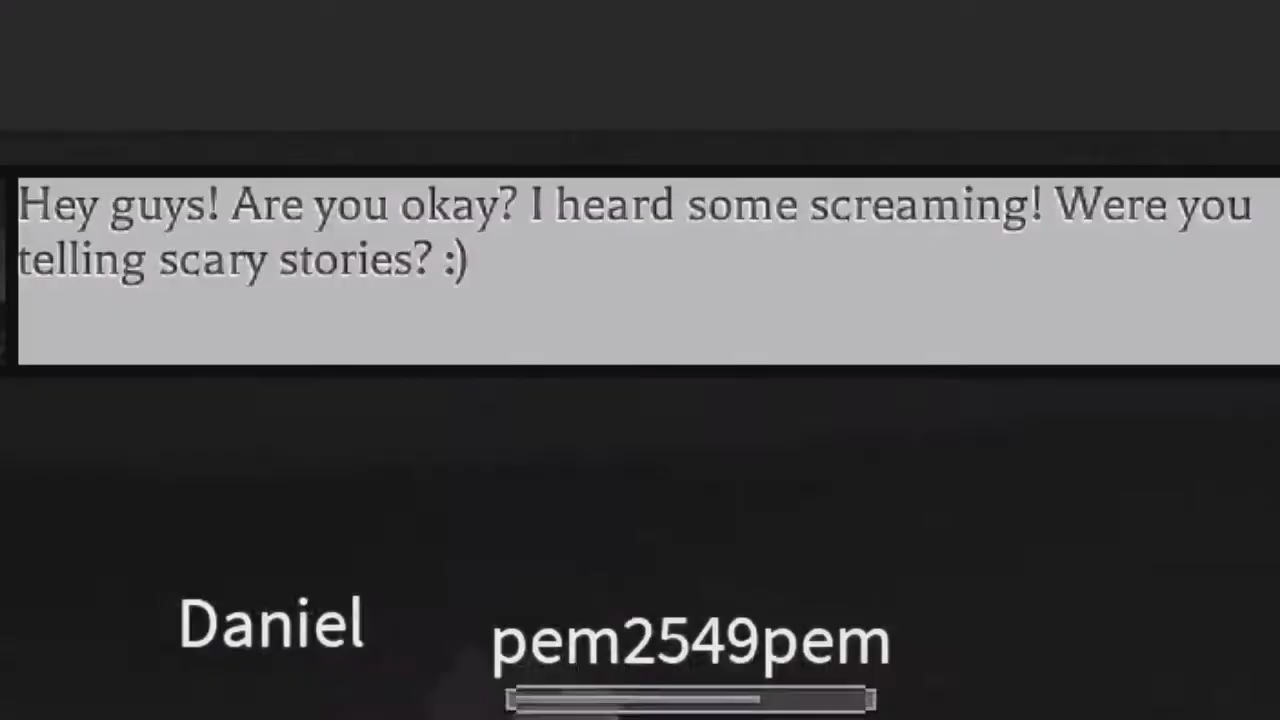 Hey guys! Are you okay? I heard some screaming! Were you
telling scary stories? :)
Daniel
pem2549pem